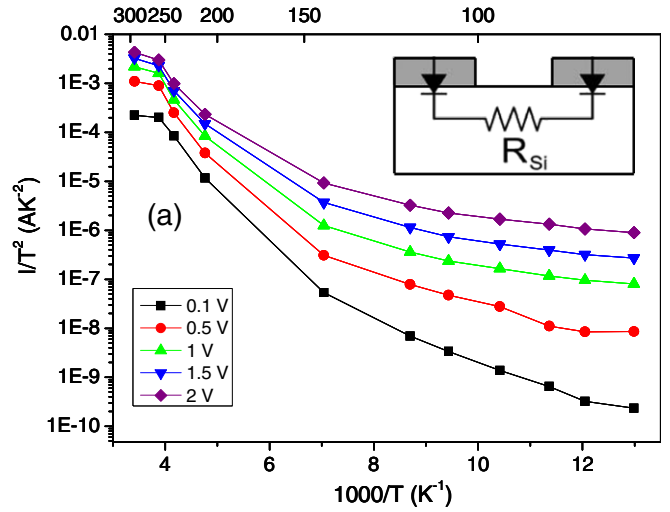 300 250 200 150 100
0.01
1E-3
1E-4
1E-5
1E-6
1E-7
1E-8
1E-9
1E-10
I/T² (AK⁻²)
(a)
R_Si
0.1 V
0.5 V
1 V
1.5 V
2 V
4 6 8 10 12
1000/T (K⁻¹)